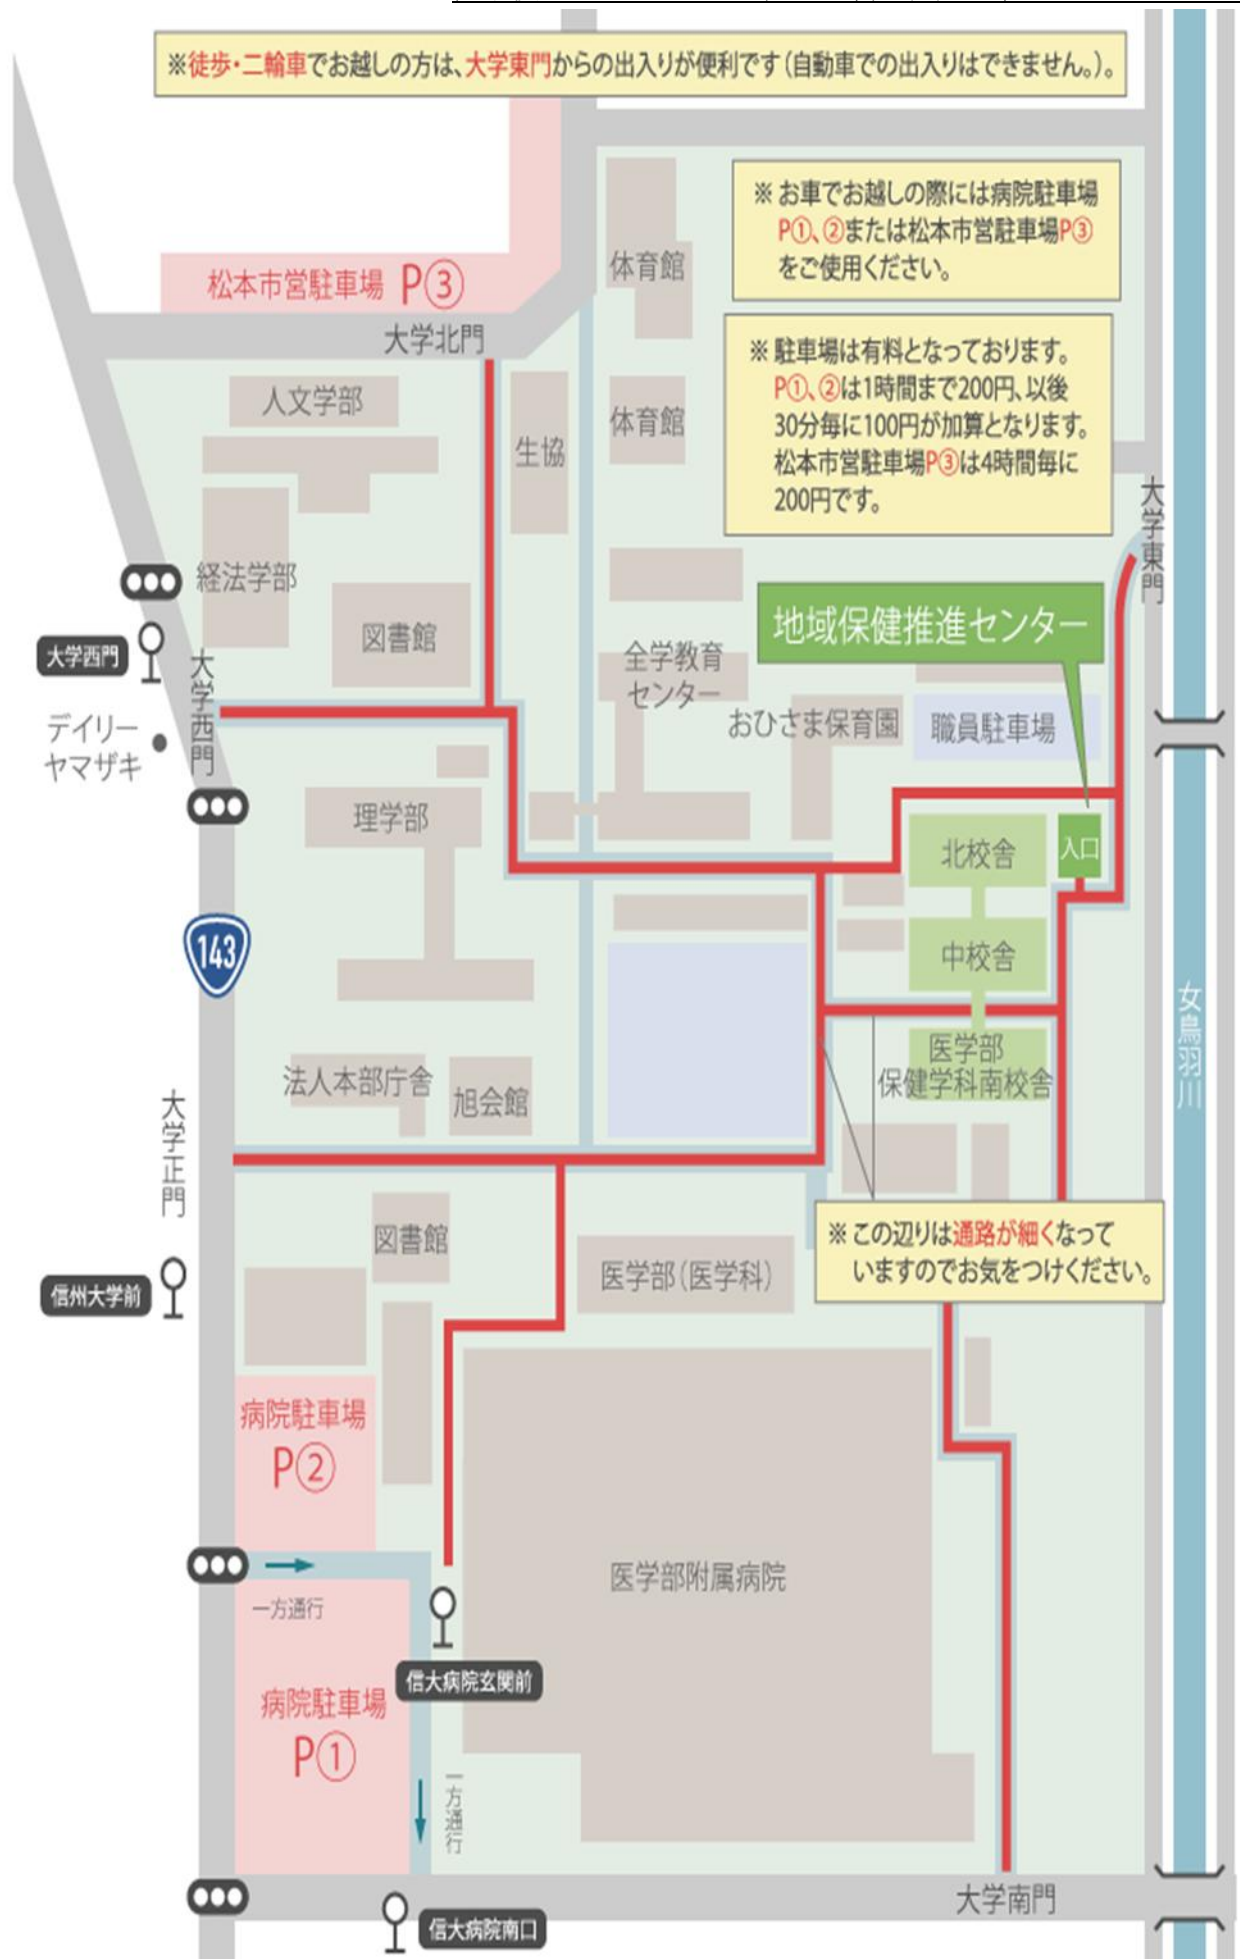 ※徒歩・二輪車でお越しの方は、大学東門からの出入りが便利です(自動車での出入りはできません。)。
※ お車でお越しの際には病院駐車場
P①、②または松本市営駐車場P③
をご使用ください。
体育館
松本市営駐車場 P③
大学北門
※ 駐車場は有料となっております。
P①、②は1時間まで200円、以後
30分毎に100円が加算となります。
松本市営駐車場P③は4時間毎に
200円です。
人文学部
生協
体育館
大学東門
経法学部
図書館
地域保健推進センター
大学西門
大学西門
全学教育
センター
おひさま保育園
職員駐車場
デイリー
ヤマザキ
理学部
北校舎
入口
143
中校舎
女鳥羽川
医学部
保健学科南校舎
法人本部庁舎
旭会館
大学正門
図書館
※ この辺りは通路が細くなって
いますのでお気をつけください。
医学部(医学科)
信州大学前
病院駐車場
P②
医学部附属病院
一方通行
信大病院玄関前
病院駐車場
P①
一方通行
大学南門
信大病院南口